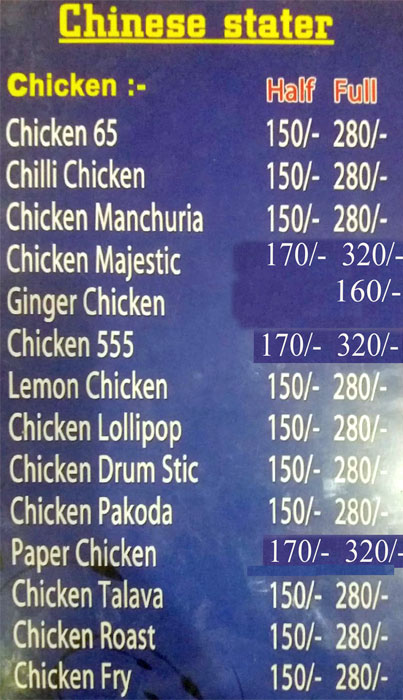 Chinese stater
Chicken :- Half Full
Chicken 65 150/- 280/-
Chilli Chicken 150/- 280/-
Chicken Manchuria 150/- 280/-
Chicken Majestic 170/- 320/-
Ginger Chicken 160/-
Chicken 555 170/- 320/-
Lemon Chicken 150/- 280/-
Chicken Lollipop 150/- 280/-
Chicken Drum Stic 150/- 280/-
Chicken Pakoda 150/- 280/-
Paper Chicken 170/- 320/-
Chicken Talava 150/- 280/-
Chicken Roast 150/- 280/-
Chicken Fry 150/- 280/-